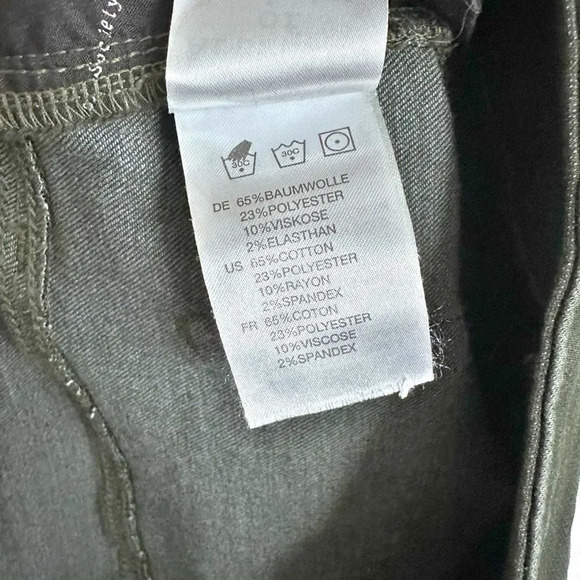 Society
30C 30C
DE 65%BAUMWOLLE
23%POLYESTER
10%VISKOSE
2%ELASTHAN
US 65%COTTON
23%POLYESTER
10%RAYON
2%SPANDEX
FR 65%COTON
23%POLYESTER
10%VISCOSE
2%SPANDEX